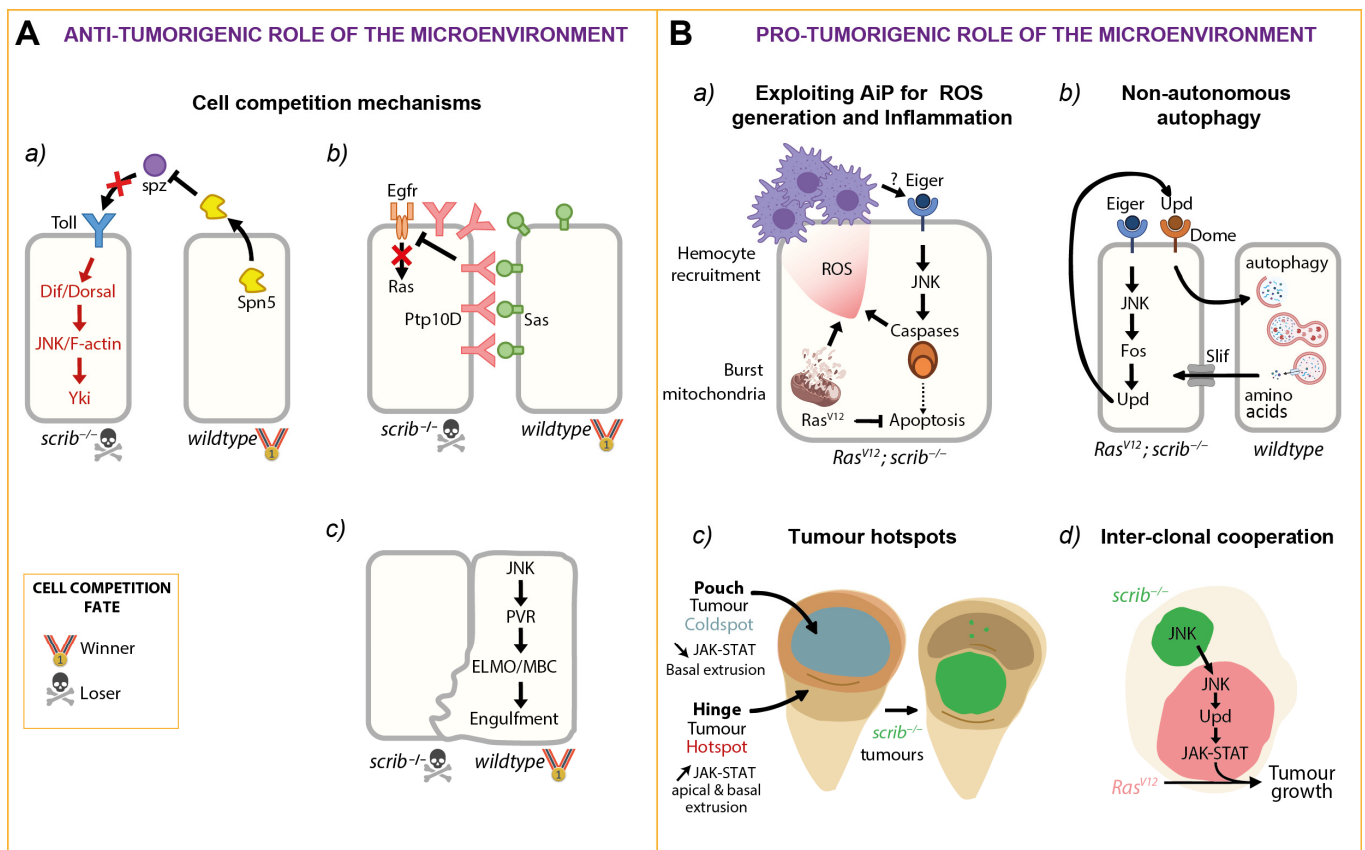 A ANTI-TUMORIGENIC ROLE OF THE MICROENVIRONMENT
Cell competition mechanisms
a)
spz
Toll
Dif/Dorsal
JNK/F-actin
Yki
Spn5
scrib−/−
wildtype
1
b)
Egfr
Ras
Ptp10D
Sas
scrib−/−
wildtype
1
c)
JNK
PVR
ELMO/MBC
Engulfment
scrib−/−
wildtype
1
CELL COMPETITION
FATE
1
Winner
Loser
B PRO-TUMORIGENIC ROLE OF THE MICROENVIRONMENT
a) Exploiting AiP for ROS
generation and Inflammation
? Eiger
Hemocyte
recruitment
ROS
JNK
Caspases
Burst
mitochondria
RasV12
Apoptosis
RasV12; scrib−/−
b) Non-autonomous
autophagy
Eiger
Upd
Dome
JNK
Fos
Upd
autophagy
Slif
amino
acids
RasV12; scrib−/−
wildtype
c) Tumour hotspots
Pouch
Tumour
Coldspot
JAK-STAT
Basal extrusion
Hinge
Tumour
Hotspot
JAK-STAT
apical & basal
extrusion
scrib−/−
tumours
d) Inter-clonal cooperation
scrib−/−
JNK
JNK
Upd
JAK-STAT
RasV12
Tumour
growth